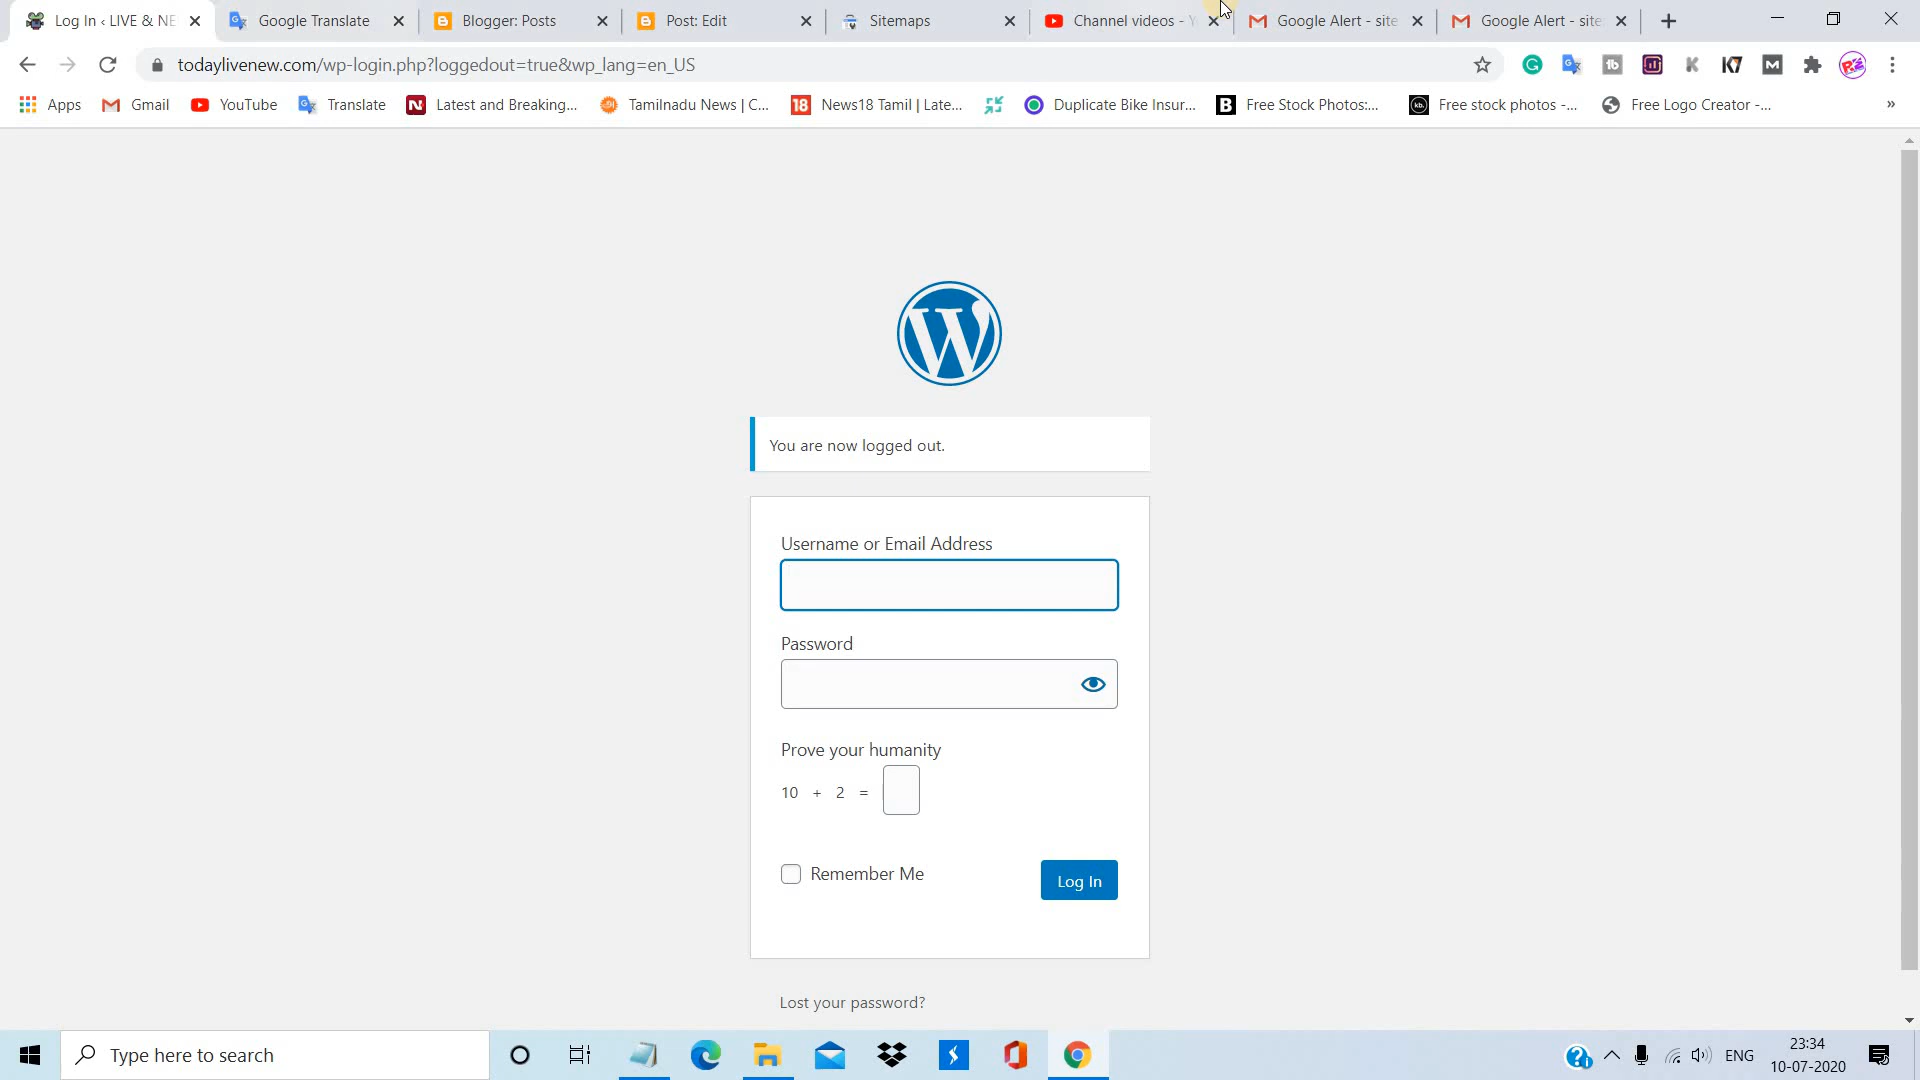 Log In ‹ LIVE & NE
Google Translate
Blogger: Posts
Post: Edit
Sitemaps
Channel videos - Y
Google Alert - site
Google Alert - site
todaylivenew.com/wp-login.php?loggedout=true&wp_lang=en_US
Apps
Gmail
YouTube
Translate
Latest and Breaking...
Tamilnadu News | C...
18
News18 Tamil | Late...
Duplicate Bike Insur...
Free Stock Photos:...
Free stock photos -...
Free Logo Creator -...
You are now logged out.
Username or Email Address
Password
Prove your humanity
10 + 2 =
Remember Me
Log In
Lost your password?
Type here to search
ENG
23:34
10-07-2020